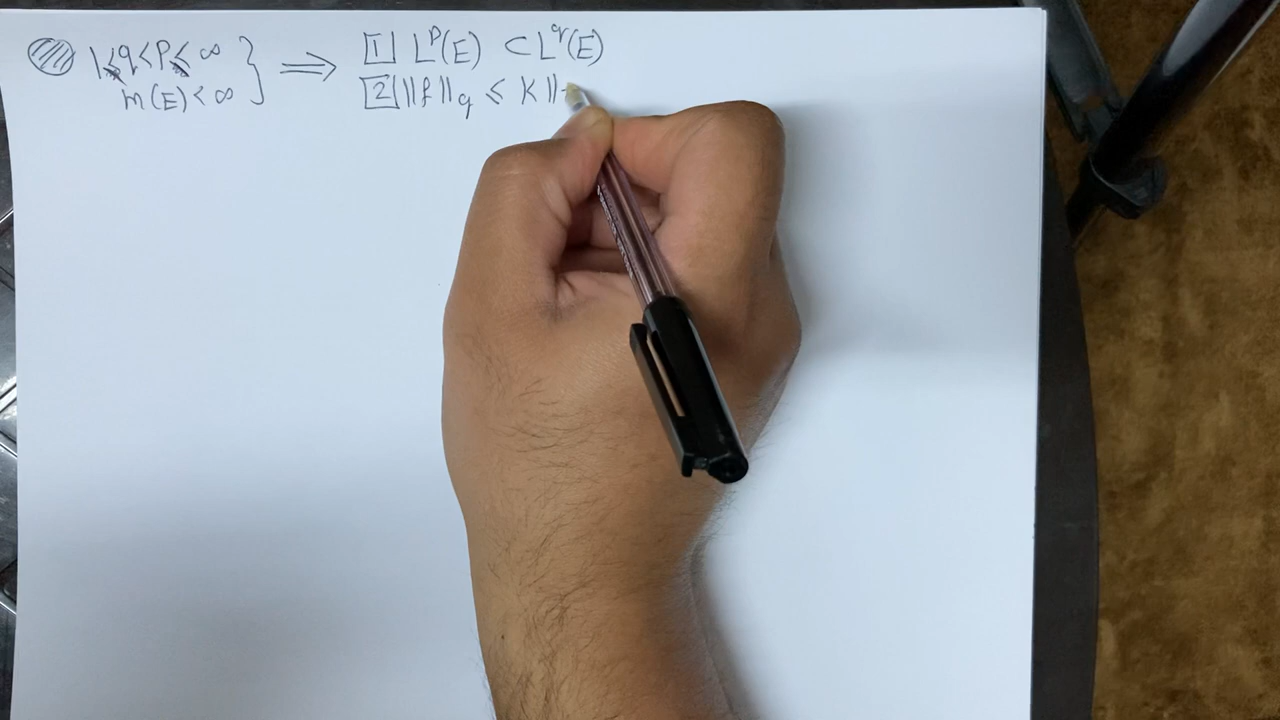 1 ≤ q < p ≤ ∞ } ⟹ [1] L^p(E) ⊂ L^q(E)
m(E) < ∞ [2] ||f||_q ≤ K ||